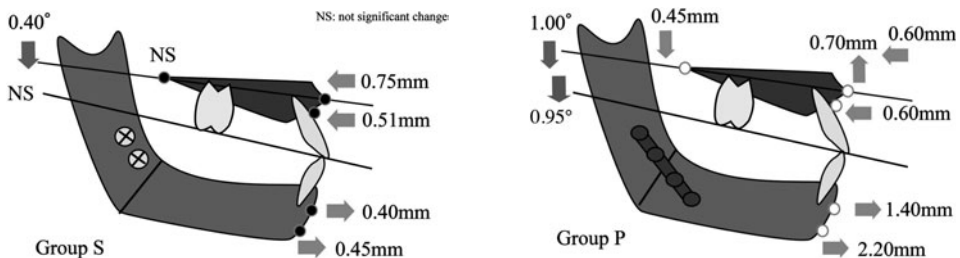 0.40°
NS: not significant changes
NS
0.75mm
NS
0.51mm
0.40mm
0.45mm
Group S
1.00°
0.45mm
0.60mm
0.70mm
0.95°
0.60mm
1.40mm
2.20mm
Group P